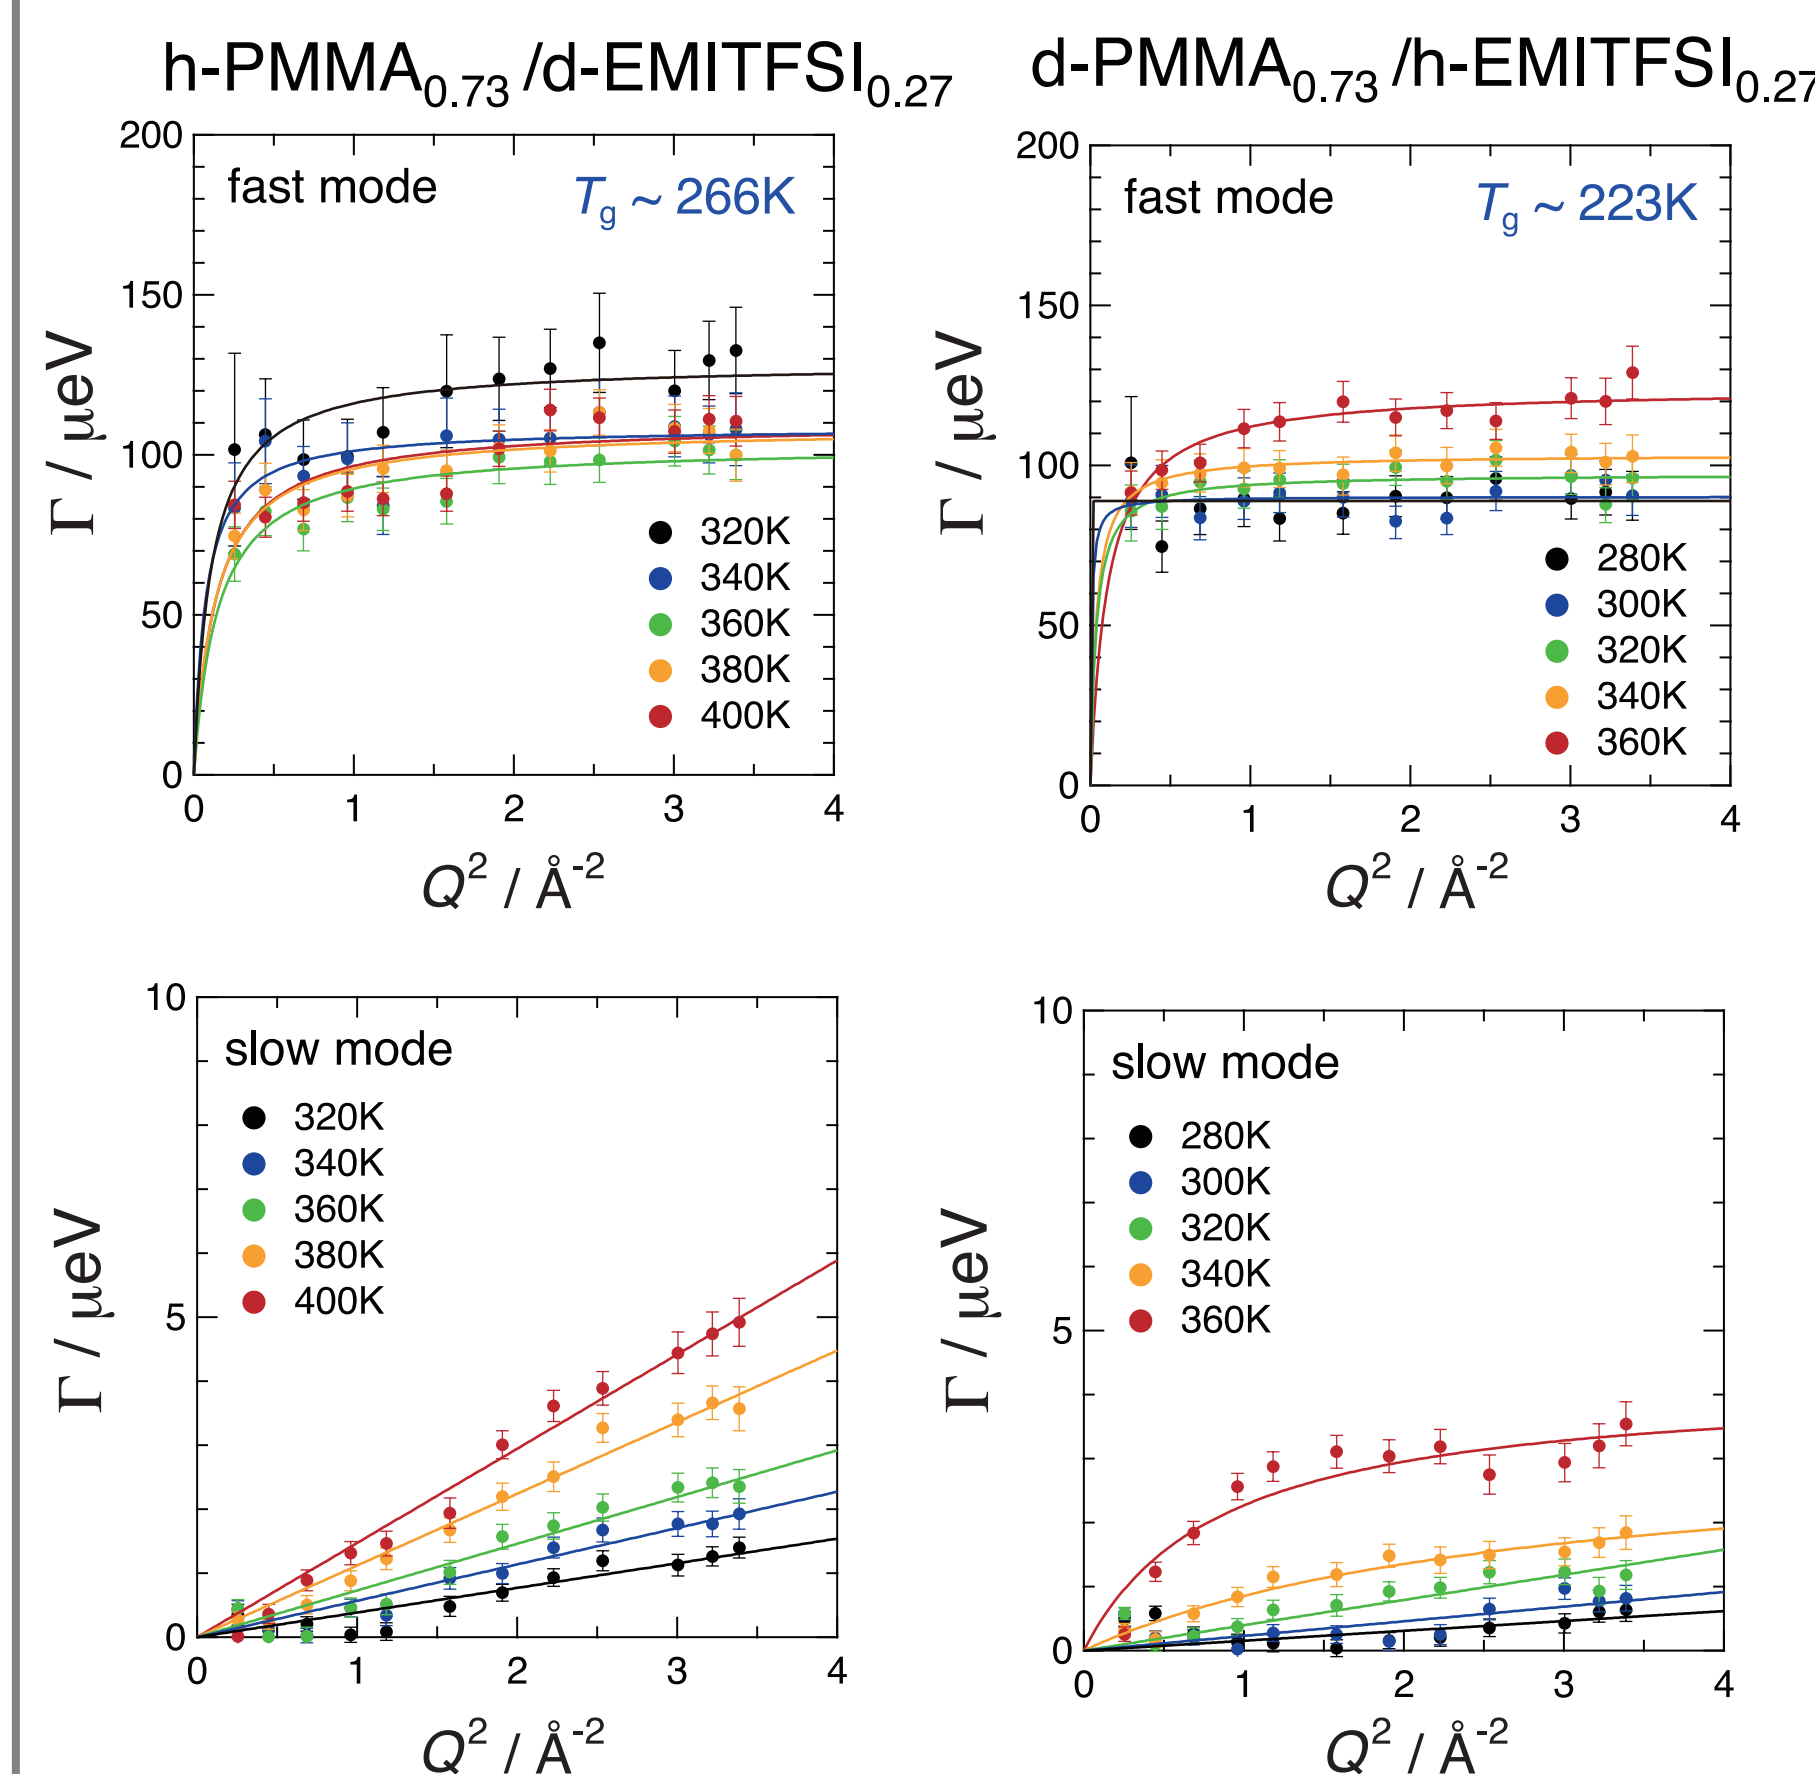 h-PMMA0.73 /d-EMITFSI0.27
200
150
100
50
0
Γ / μeV
fast mode
Tg ~ 266K
320K
340K
360K
380K
400K
0 1 2 3 4
Q2 / Å-2
d-PMMA0.73 /h-EMITFSI0.27
200
150
100
50
0
Γ / μeV
fast mode
Tg ~ 223K
280K
300K
320K
340K
360K
0 1 2 3 4
Q2 / Å-2
10
5
0
Γ / μeV
slow mode
320K
340K
360K
380K
400K
0 1 2 3 4
Q2 / Å-2
10
5
0
Γ / μeV
slow mode
280K
300K
320K
340K
360K
0 1 2 3 4
Q2 / Å-2